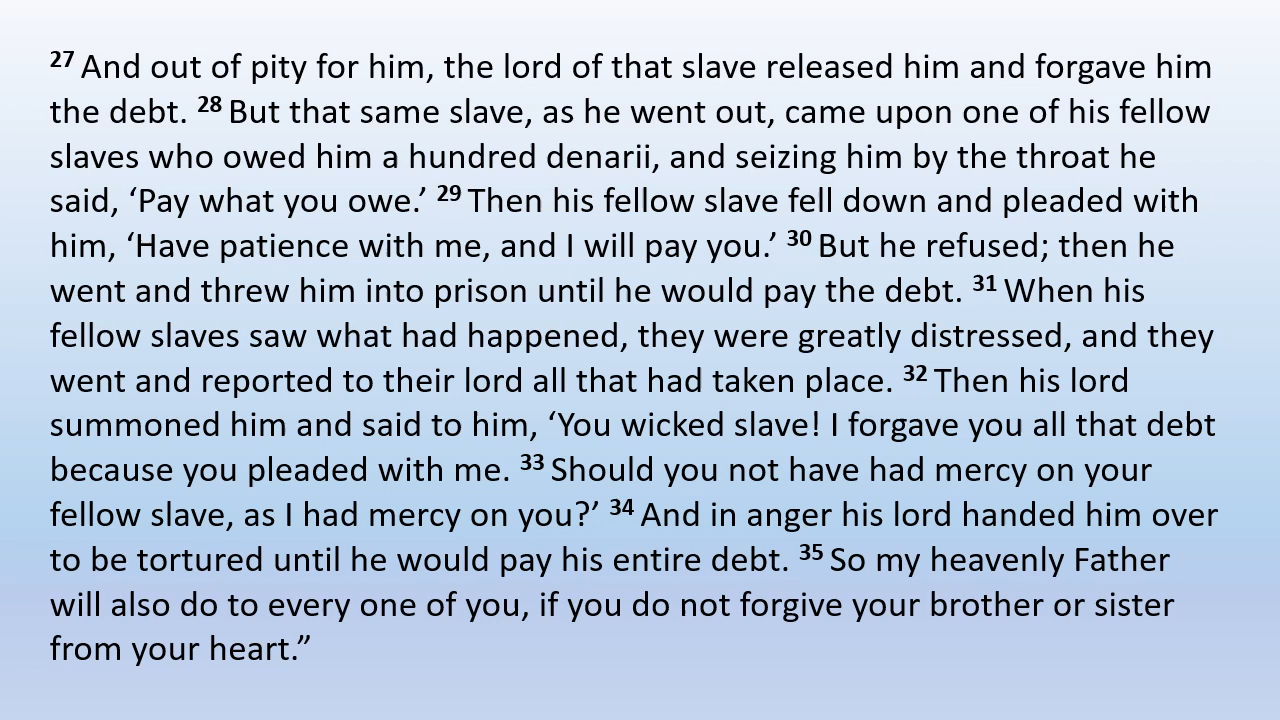 27 And out of pity for him, the lord of that slave released him and forgave him
the debt. 28 But that same slave, as he went out, came upon one of his fellow
slaves who owed him a hundred denarii, and seizing him by the throat he
said, ‘Pay what you owe.’ 29 Then his fellow slave fell down and pleaded with
him, ‘Have patience with me, and I will pay you.’ 30 But he refused; then he
went and threw him into prison until he would pay the debt. 31 When his
fellow slaves saw what had happened, they were greatly distressed, and they
went and reported to their lord all that had taken place. 32 Then his lord
summoned him and said to him, ‘You wicked slave! I forgave you all that debt
because you pleaded with me. 33 Should you not have had mercy on your
fellow slave, as I had mercy on you?’ 34 And in anger his lord handed him over
to be tortured until he would pay his entire debt. 35 So my heavenly Father
will also do to every one of you, if you do not forgive your brother or sister
from your heart.”